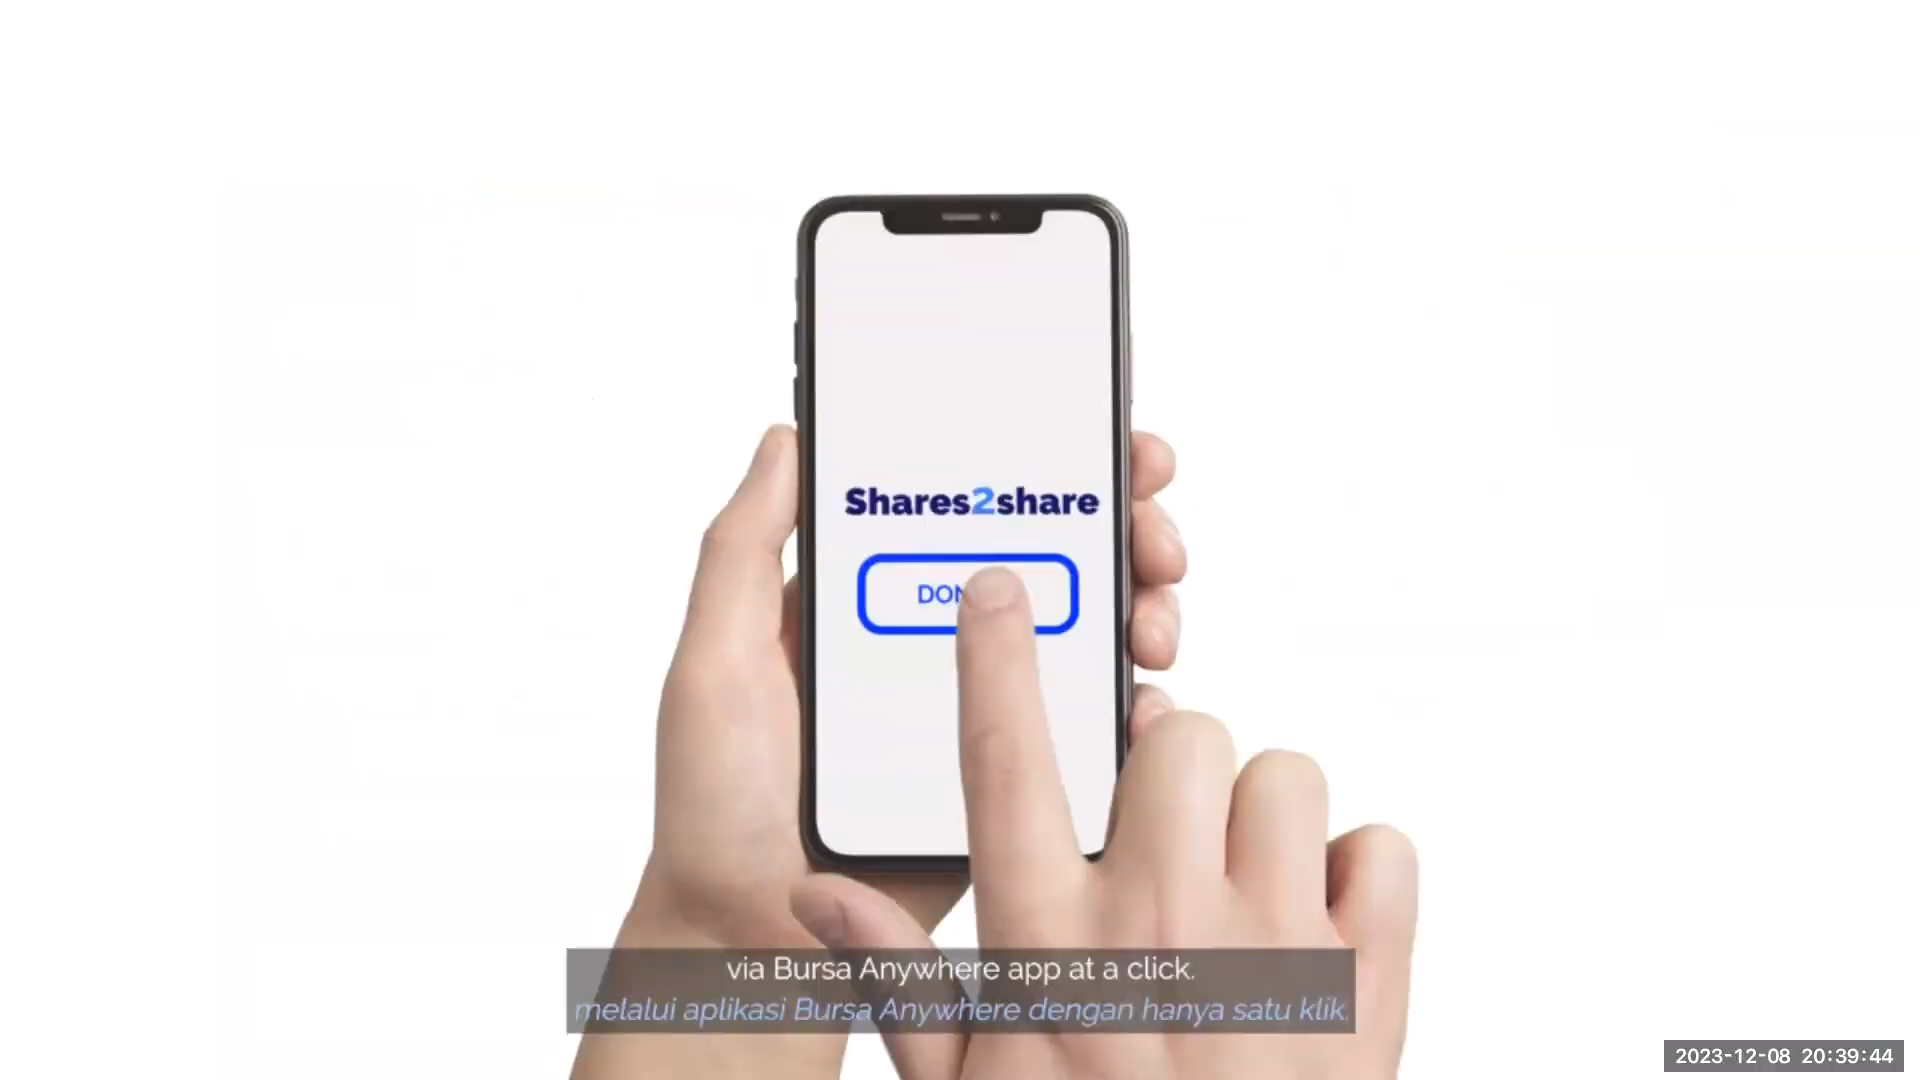 Shares2share
via Bursa Anywhere app at a click.
melalui aplikasi Bursa Anywhere dengan hanya satu klik.
2023-12-08 20:39:44